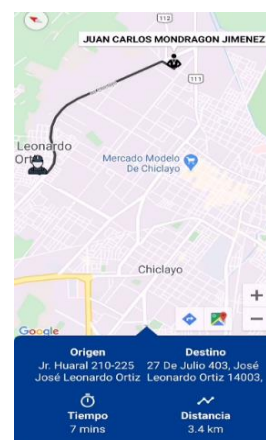 112
JUAN CARLOS MONDRAGON JIMENEZ
111
Leonardo
Ortiz
Mercado Modelo
De Chiclayo
Chiclayo
+
−
Google
Origen
Jr. Huaral 210-225
José Leonardo Ortiz
Destino
27 De Julio 403, José
Leonardo Ortiz 14003,
Tiempo
7 mins
Distancia
3.4 km